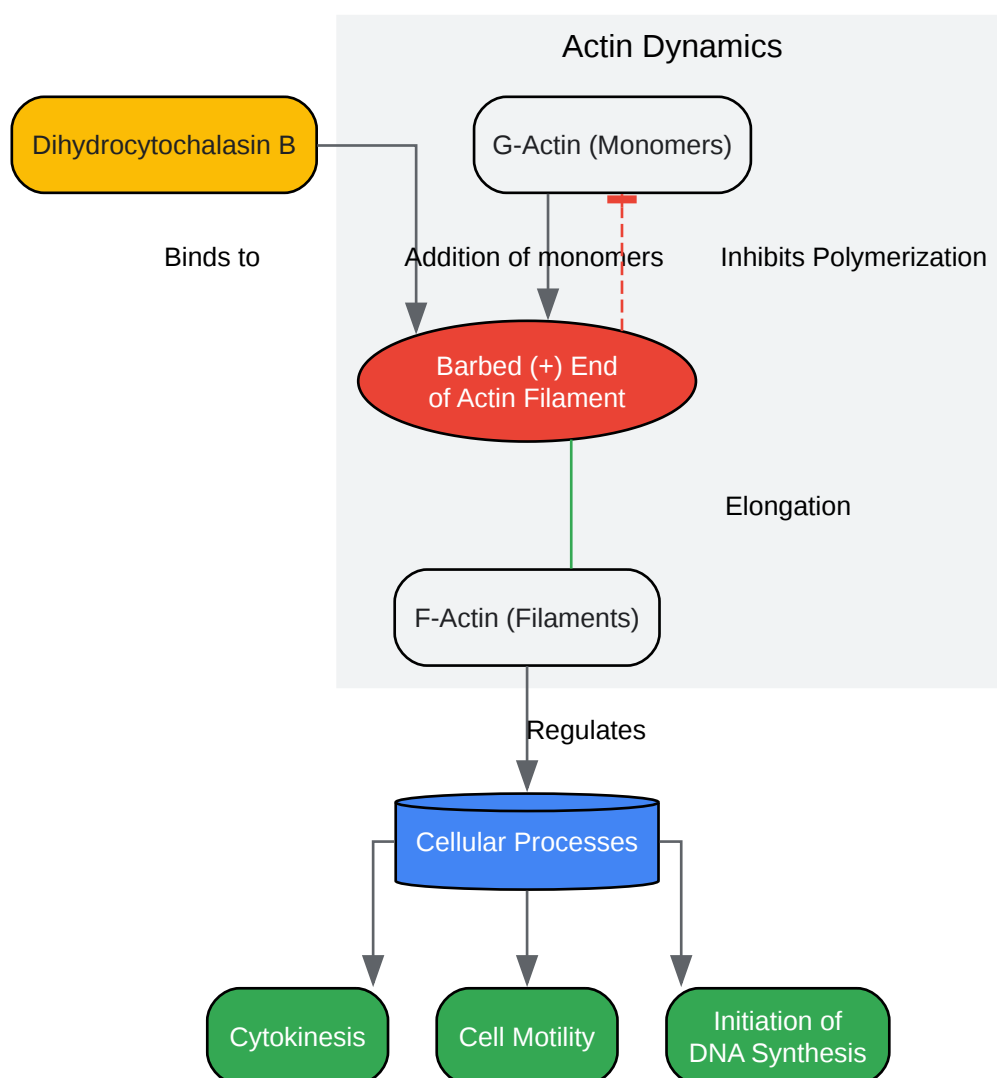 Actin Dynamics
Dihydrocytochalasin B
G-Actin (Monomers)
Binds to
Addition of monomers
Inhibits Polymerization
Barbed (+) End
of Actin Filament
Elongation
F-Actin (Filaments)
Regulates
Cellular Processes
Cytokinesis
Cell Motility
Initiation of
DNA Synthesis